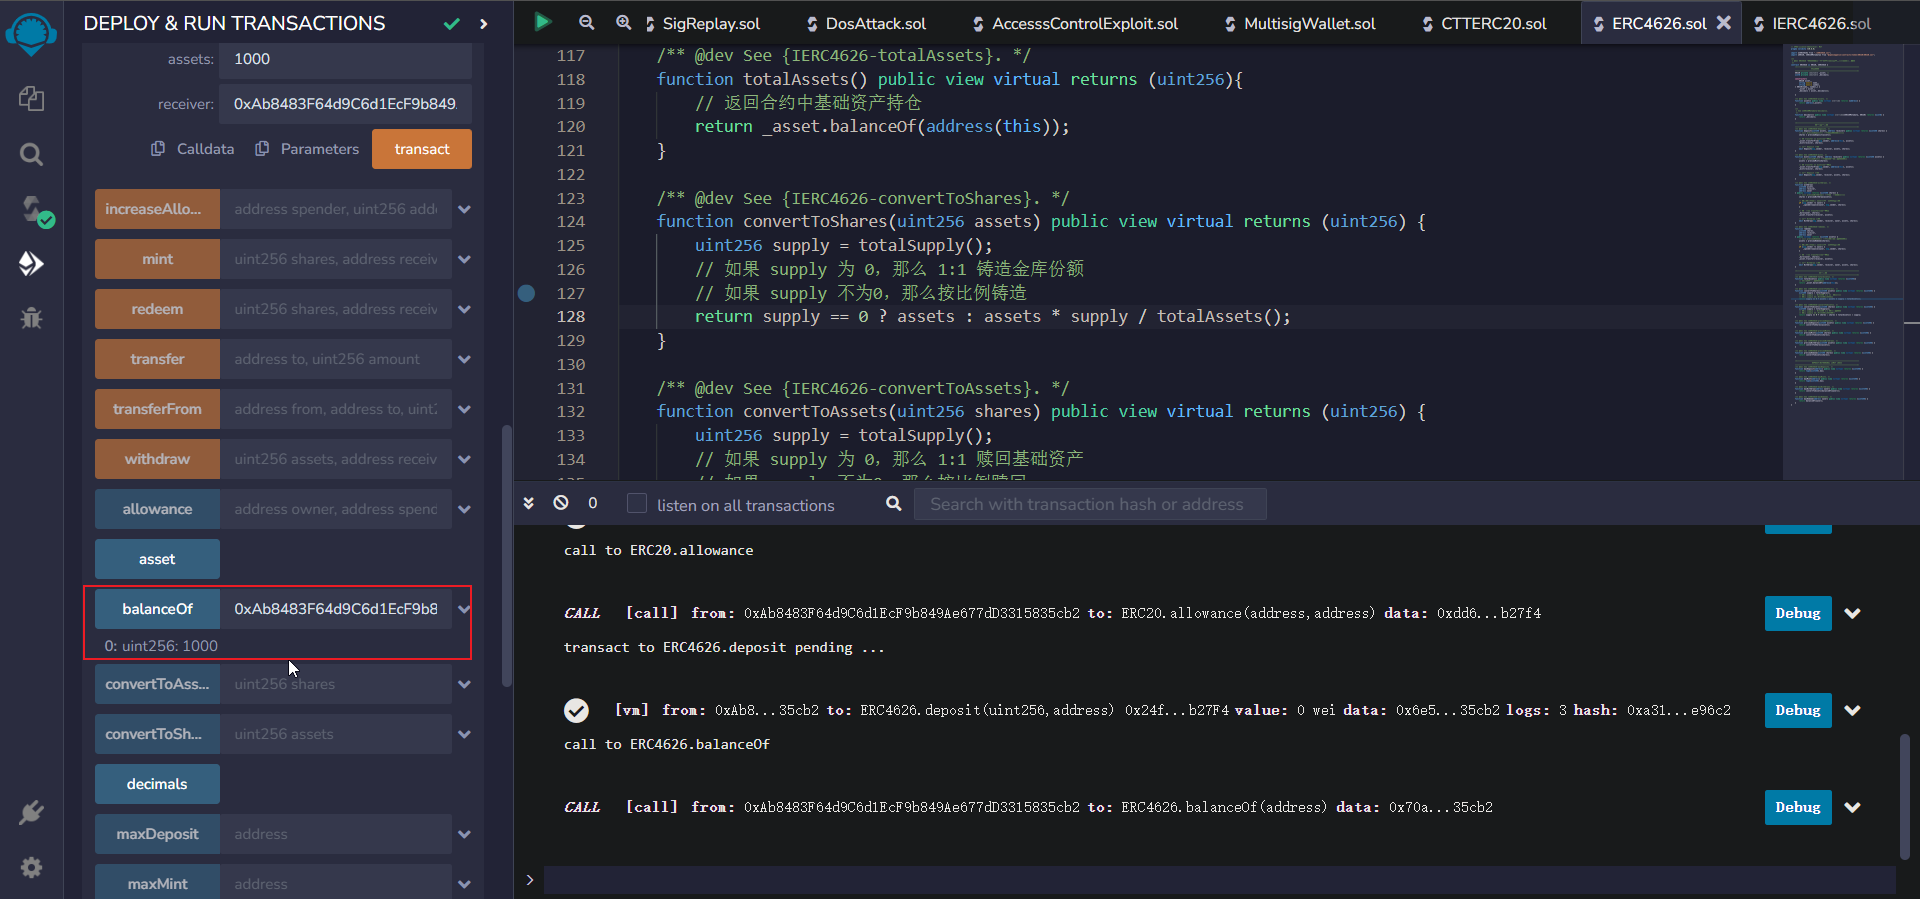 DEPLOY & RUN TRANSACTIONS
assets:
1000
receiver:
0xAb8483F64d9C6d1EcF9b849.
Calldata
Parameters
transact
increaseAllo...
address spender, uint256 adde
mint
uint256 shares, address receiv
redeem
uint256 shares, address receiv
transfer
address to, uint256 amount
transferFrom
address from, address to, uint2
withdraw
uint256 assets, address receiv
allowance
address owner, address spend
asset
balanceOf
0xAb8483F64d9C6d1EcF9b8
0: uint256: 1000
convertToAss...
uint256 shares
convertToSh...
uint256 assets
decimals
maxDeposit
address
maxMint
address
SigReplay.sol
DosAttack.sol
AccesssControlExploit.sol
MultisigWallet.sol
CTTERC20.sol
ERC4626.sol
IERC4626.sol
117 /** @dev See {IERC4626-totalAssets}. */
118 function totalAssets() public view virtual returns (uint256){
119 // 返回合约中基础资产持仓
120 return _asset.balanceOf(address(this));
121 }
122
123 /** @dev See {IERC4626-convertToShares}. */
124 function convertToShares(uint256 assets) public view virtual returns (uint256) {
125 uint256 supply = totalSupply();
126 // 如果 supply 为 0，那么 1:1 铸造金库份额
127 // 如果 supply 不为0，那么按比例铸造
128 return supply == 0 ? assets : assets * supply / totalAssets();
129 }
130
131 /** @dev See {IERC4626-convertToAssets}. */
132 function convertToAssets(uint256 shares) public view virtual returns (uint256) {
133 uint256 supply = totalSupply();
134 // 如果 supply 为 0，那么 1:1 赎回基础资产
0
listen on all transactions
Search with transaction hash or address
call to ERC20.allowance
CALL [call] from: 0xAb8483F64d9C6d1EcF9b849Ae677dD3315835cb2 to: ERC20.allowance(address,address) data: 0xdd6...b27f4
Debug
transact to ERC4626.deposit pending ...
[vm] from: 0xAb8...35cb2 to: ERC4626.deposit(uint256,address) 0x24f...b27F4 value: 0 wei data: 0x6e5...35cb2 logs: 3 hash: 0xa31...e96c2
Debug
call to ERC4626.balanceOf
CALL [call] from: 0xAb8483F64d9C6d1EcF9b849Ae677dD3315835cb2 to: ERC4626.balanceOf(address) data: 0x70a...35cb2
Debug
>